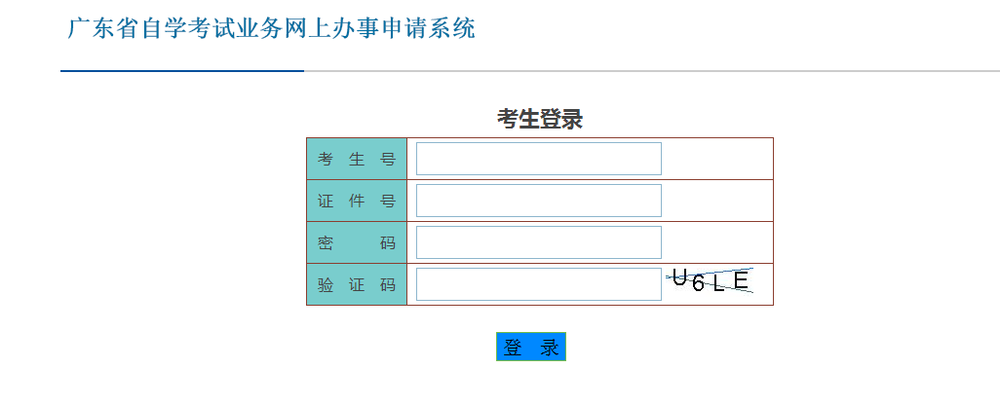 广东省自学考试业务网上办事申请系统
考生登录
考 生 号
证 件 号
密 码
验 证 码 U6LE
登 录